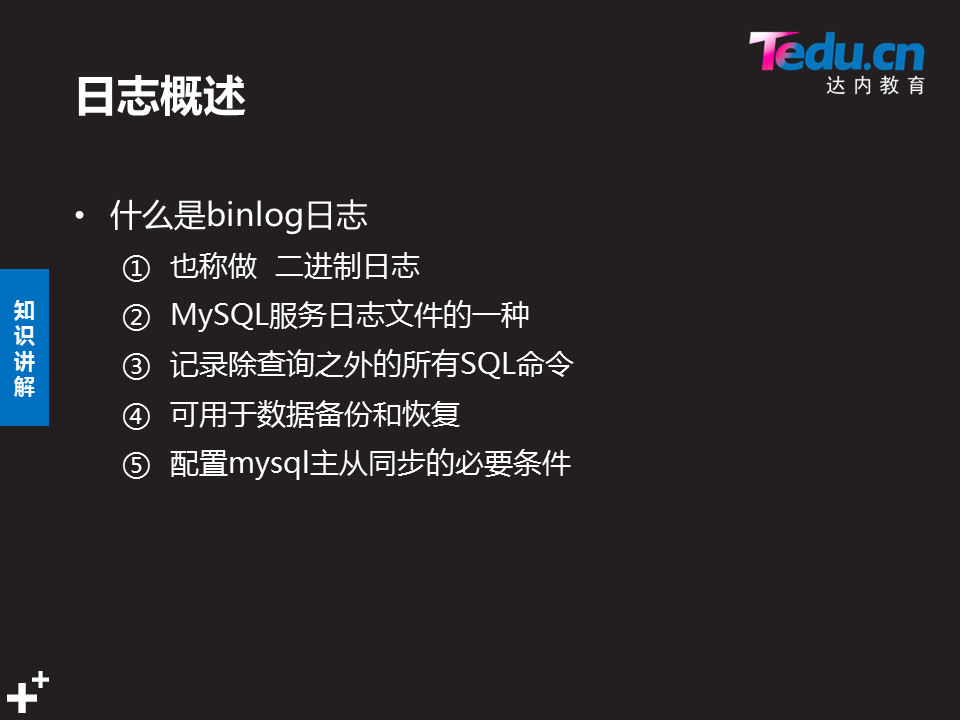 Tedu.cn
达内教育
日志概述
• 什么是binlog日志
① 也称做 二进制日志
② MySQL服务日志文件的一种
③ 记录除查询之外的所有SQL命令
④ 可用于数据备份和恢复
⑤ 配置mysql主从同步的必要条件
知
识
讲
解